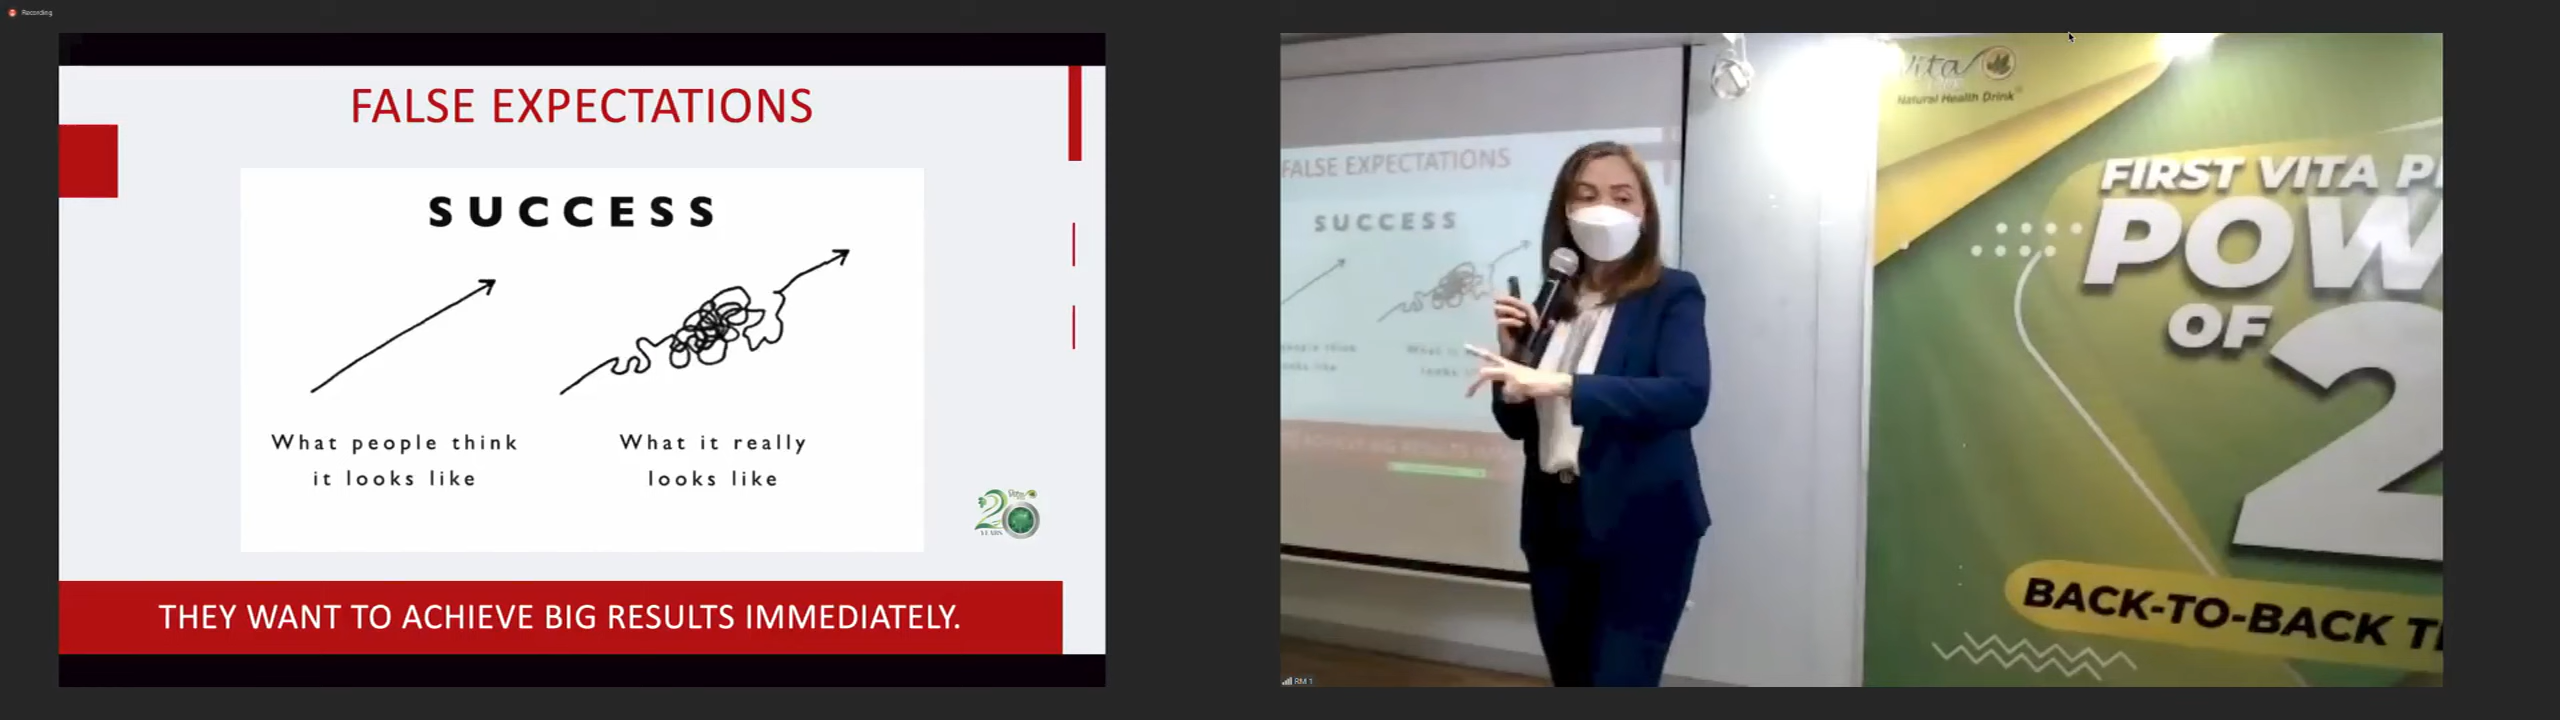 Recording
FALSE EXPECTATIONS
SUCCESS
What people think
it looks like
What it really
looks like
20
YEARS
THEY WANT TO ACHIEVE BIG RESULTS IMMEDIATELY.
FALSE EXPECTATIONS
SUCCESS
RM 1
Vita
Natural Health Drink
FIRST VITA PL
POW
OF 2
BACK-TO-BACK T